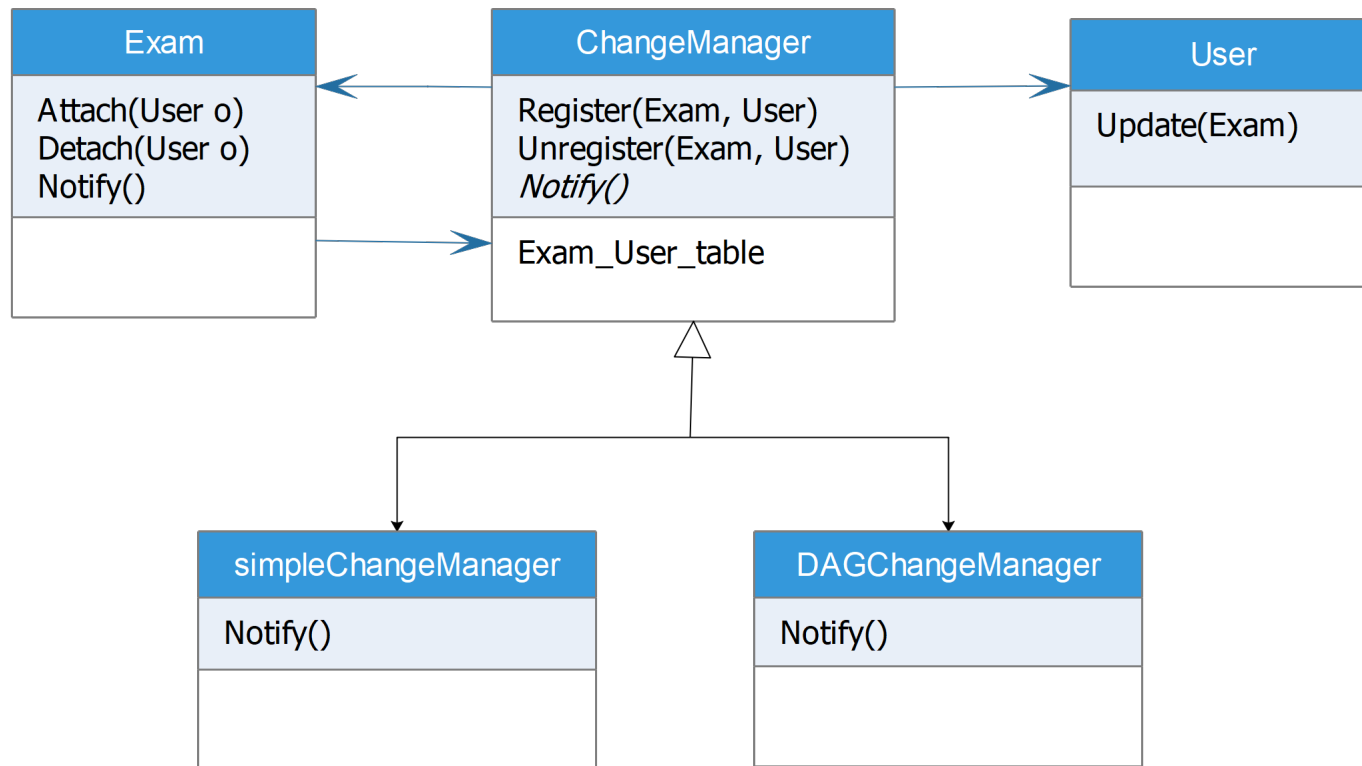 Exam
Attach(User o)
Detach(User o)
Notify()
ChangeManager
Register(Exam, User)
Unregister(Exam, User)
Notify()
Exam_User_table
User
Update(Exam)
simpleChangeManager
Notify()
DAGChangeManager
Notify()